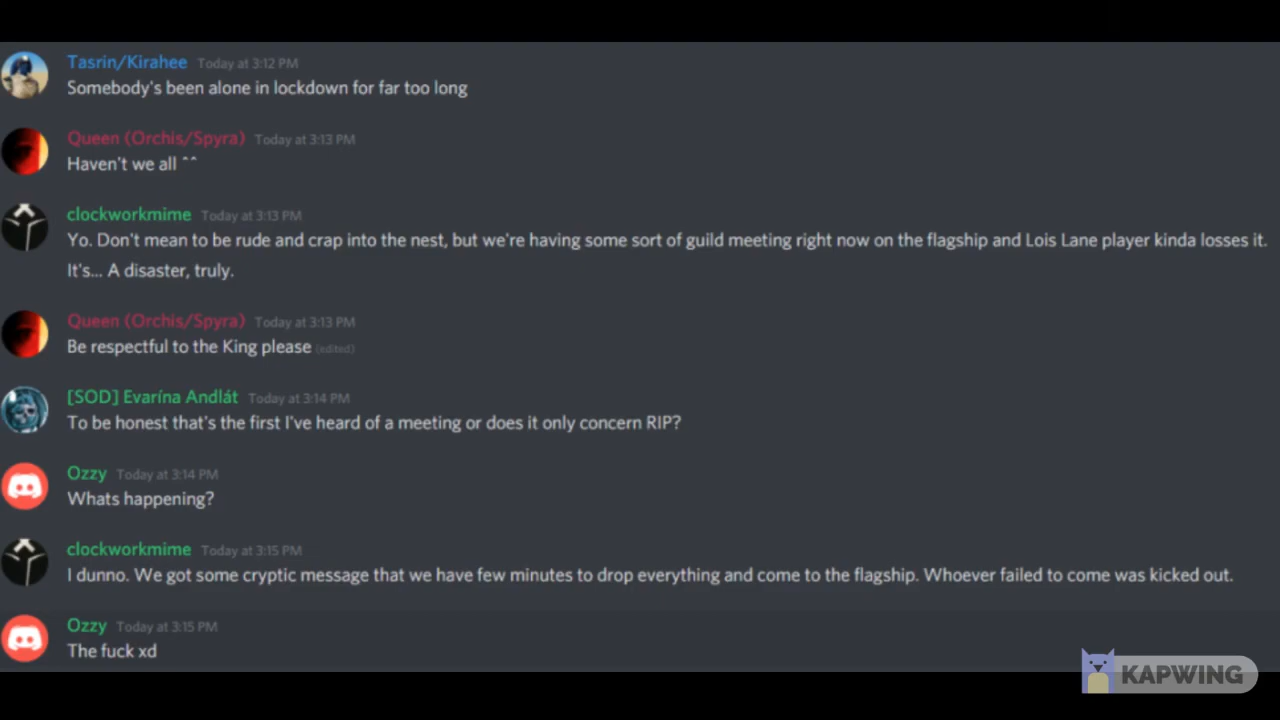 Tasrin/Kirahee Today at 3:12 PM
Somebody's been alone in lockdown for far too long
Queen (Orchis/Spyra) Today at 3:13 PM
Haven't we all ^^
clockworkmime Today at 3:13 PM
Yo. Don't mean to be rude and crap into the nest, but we're having some sort of guild meeting right now on the flagship and Lois Lane player kinda losses it.
It's... A disaster, truly.
Queen (Orchis/Spyra) Today at 3:13 PM
Be respectful to the King please (edited)
[SOD] Evarína Andlát Today at 3:14 PM
To be honest that's the first I've heard of a meeting or does it only concern RIP?
Ozzy Today at 3:14 PM
Whats happening?
clockworkmime Today at 3:15 PM
I dunno. We got some cryptic message that we have few minutes to drop everything and come to the flagship. Whoever failed to come was kicked out.
Ozzy Today at 3:15 PM
The fuck xd
KAPWING